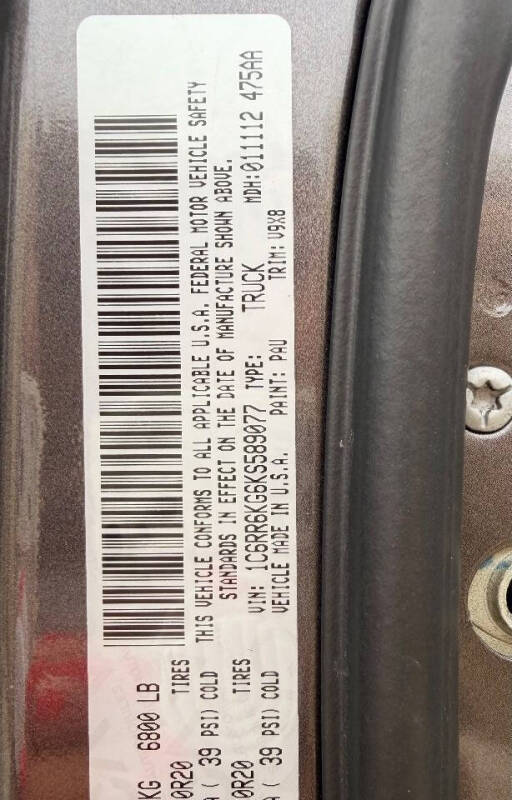 KG 6800 LB
0R20 TIRES
A ( 39 PSI) COLD
0R20 TIRES
A ( 39 PSI) COLD
THIS VEHICLE CONFORMS TO ALL APPLICABLE U.S.A. FEDERAL MOTOR VEHICLE SAFETY
STANDARDS IN EFFECT ON THE DATE OF MANUFACTURE SHOWN ABOVE.
VIN: 1C6RR6KG6KS589077 TYPE: TRUCK MDH:011112 475AA
VEHICLE MADE IN U.S.A. PAINT: PAU TRIM: V9X8